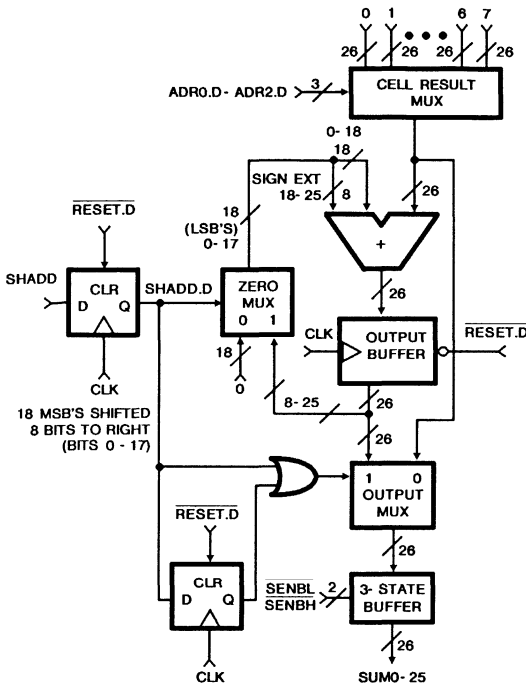 0 1 6 7
26 26 26 26
ADR0.D- ADR2.D
3
CELL RESULT
MUX
0- 18
18
SIGN EXT
18- 25
8
26
RESET.D
18
(LSB'S)
0- 17
+
SHADD
CLR
D Q
SHADD.D
ZERO
MUX
0 1
26
CLK
OUTPUT
BUFFER
RESET.D
CLK
18
0
18 MSB'S SHIFTED
8 BITS TO RIGHT
(BITS 0 - 17)
8- 25
26
26
1 0
OUTPUT
MUX
RESET.D
26
CLR
D Q
SENBL
SENBH
2
3- STATE
BUFFER
26
CLK
SUM0- 25